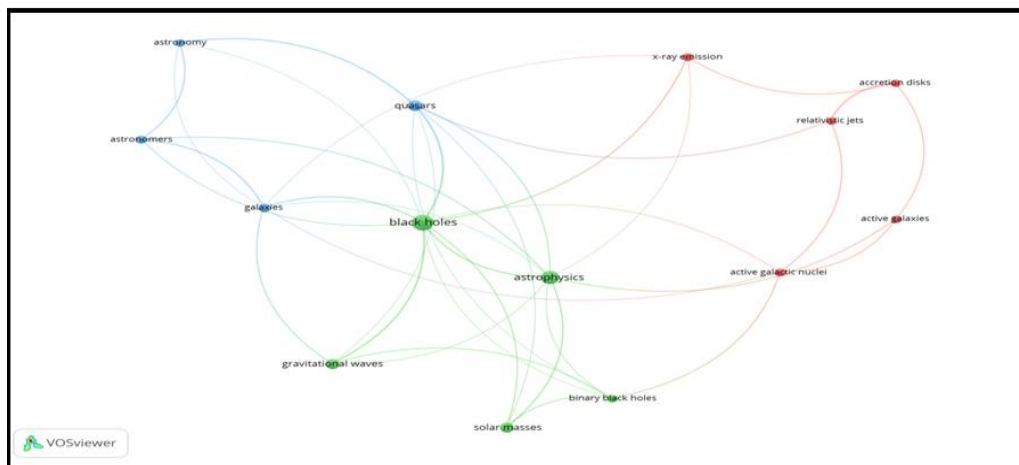 astronomy
x-ray emission
accretion disks
quasars
relativistic jets
astronomers
galaxies
black holes
active galaxies
active galactic nuclei
astrophysics
gravitational waves
binary black holes
solar masses
VOSviewer